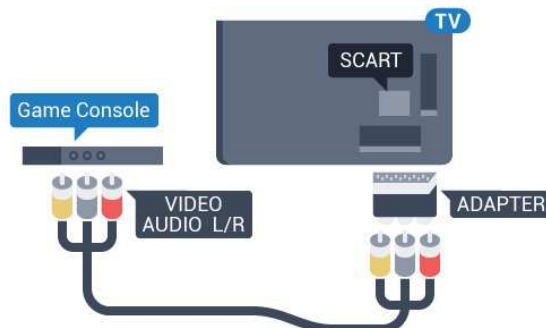 TV
SCART
Game Console
VIDEO
AUDIO L/R
ADAPTER